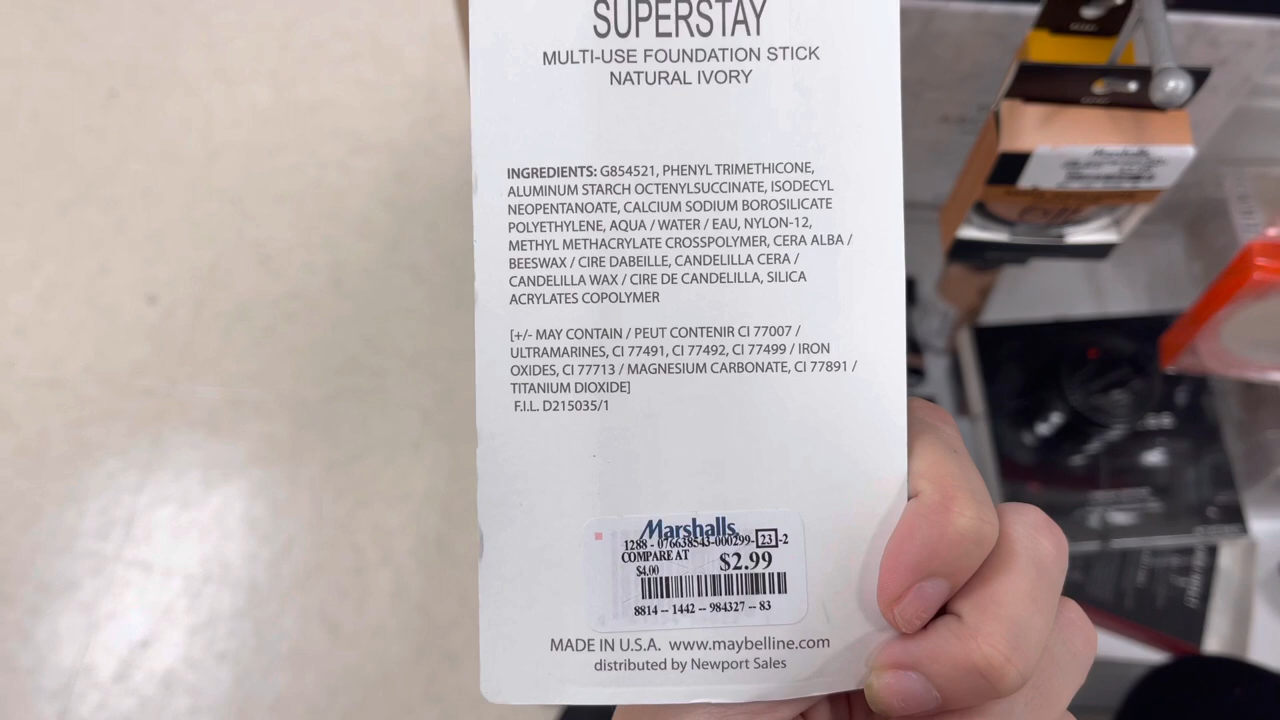 SUPERSTAY
MULTI-USE FOUNDATION STICK
NATURAL IVORY
INGREDIENTS: G854521, PHENYL TRIMETHICONE,
ALUMINUM STARCH OCTENYLSUCCINATE, ISODECYL
NEOPENTANOATE, CALCIUM SODIUM BOROSILICATE
POLYETHYLENE, AQUA / WATER / EAU, NYLON-12,
METHYL METHACRYLATE CROSSPOLYMER, CERA ALBA /
BEESWAX / CIRE DABEILLE, CANDELILLA CERA /
CANDELILLA WAX / CIRE DE CANDELILLA, SILICA
ACRYLATES COPOLYMER
[+/- MAY CONTAIN / PEUT CONTENIR CI 77007 /
ULTRAMARINES, CI 77491, CI 77492, CI 77499 / IRON
OXIDES, CI 77713 / MAGNESIUM CARBONATE, CI 77891 /
TITANIUM DIOXIDE]
F.I.L. D215035/1
Marshalls
1288 - 076638543-000299-23-2
COMPARE AT
$4.00
$2.99
8814 -- 1442 -- 984327 -- 83
MADE IN U.S.A. www.maybelline.com
distributed by Newport Sales
Marshalls